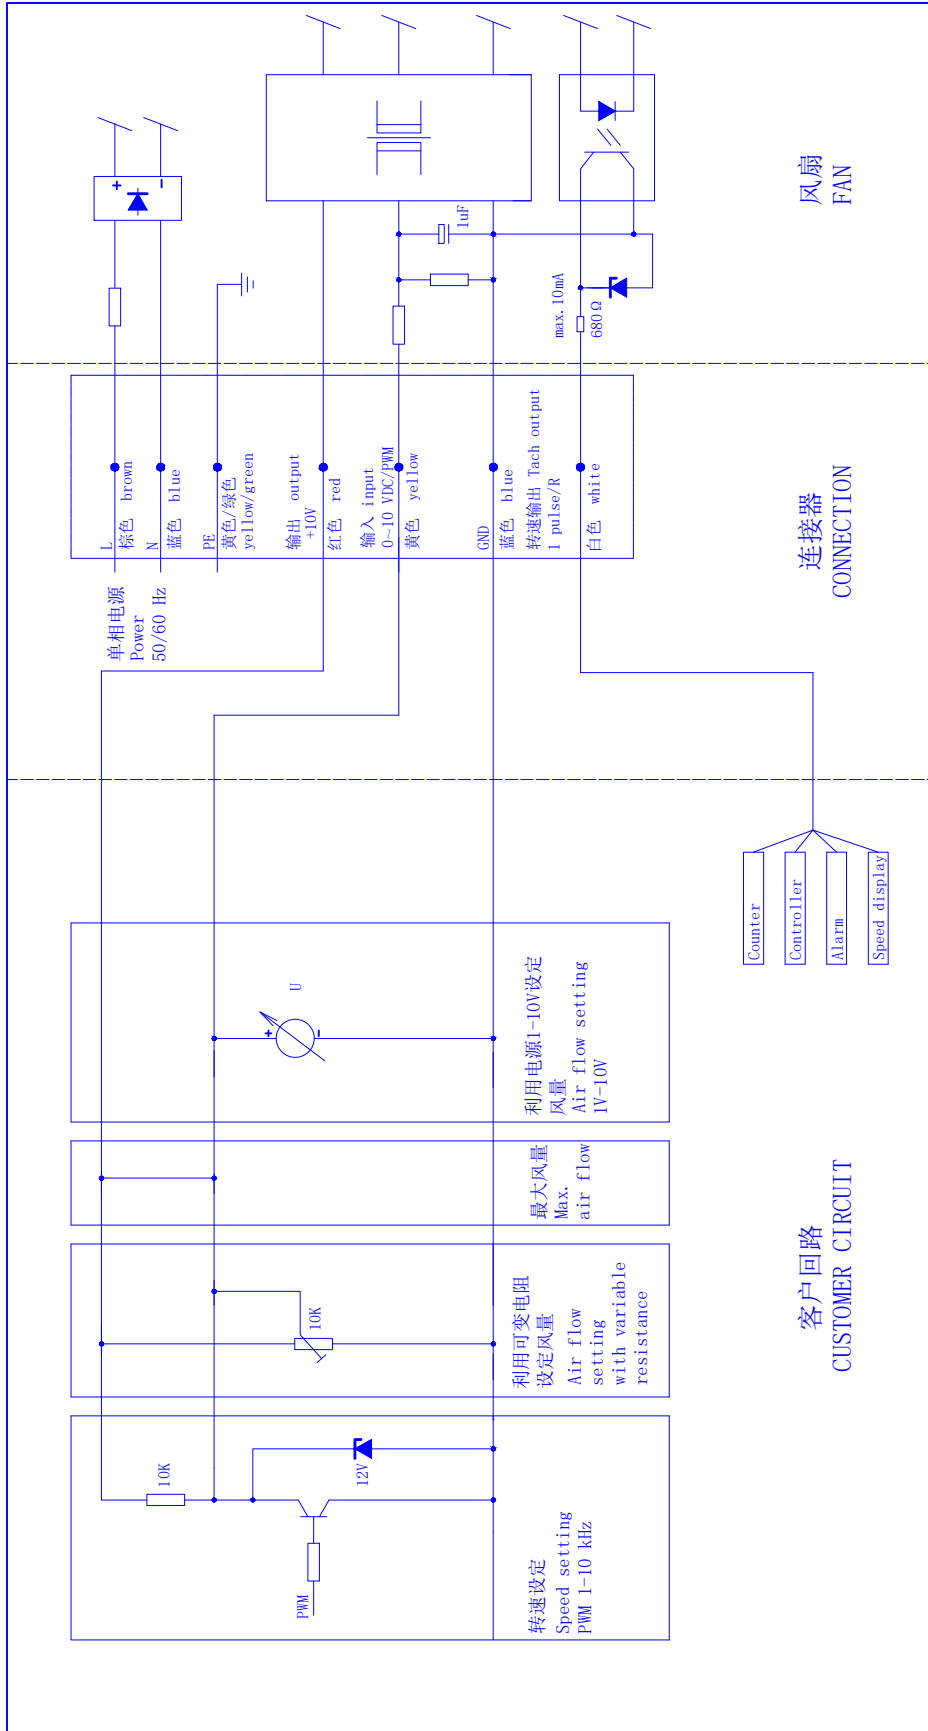 风扇
FAN
+
-
1uF
max. 10mA
680Ω
连接器
CONNECTION
L
棕色 brown
N
蓝色 blue
PE
黄色/绿色
yellow/green
输出 output
+10V
红色 red
输入 input
0~10 VDC/PWM
黄色 yellow
GND
蓝色 blue
转速输出 Tach output
1 pulse/R
白色 white
单相电源
Power
50/60 Hz
客户回路
CUSTOMER CIRCUIT
Counter
Controller
Alarm
Speed display
U
+
-
利用电源1-10V设定
风量
Air flow setting
1V-10V
最大风量
Max.
air flow
10K
利用可变电阻
设定风量
Air flow
setting
with variable
resistance
10K
12V
PWM
转速设定
Speed setting
PWM 1-10 kHz